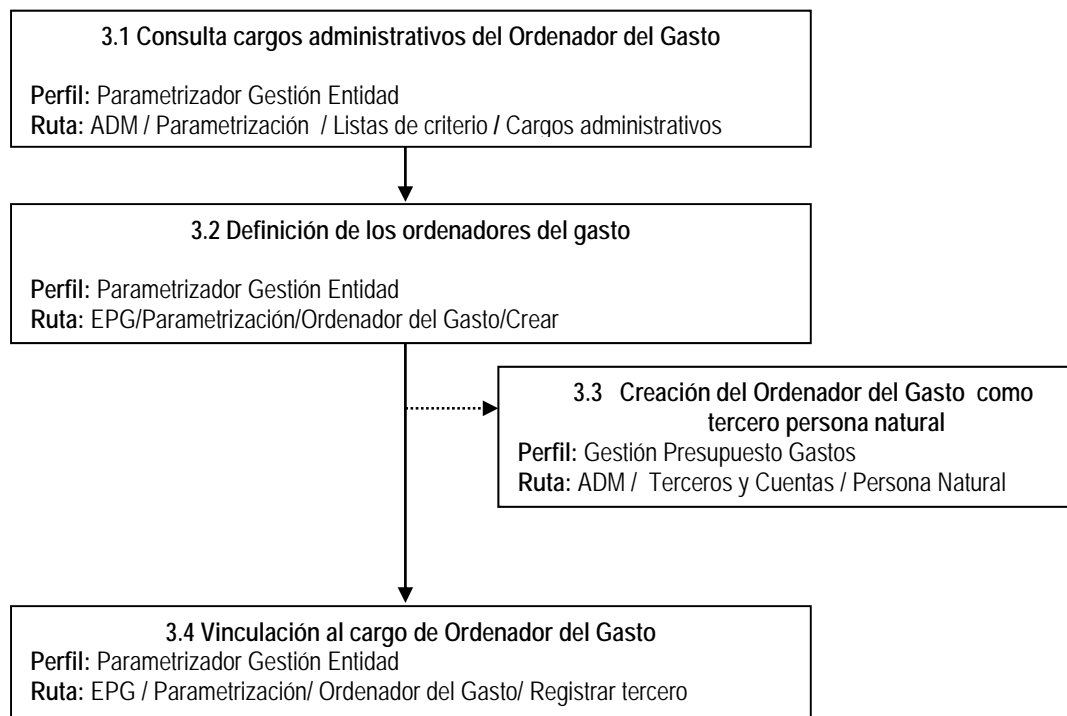 3.1 Consulta cargos administrativos del Ordenador del Gasto
Perfil: Parametrizador Gestión Entidad
Ruta: ADM / Parametrización / Listas de criterio / Cargos administrativos
3.2 Definición de los ordenadores del gasto
Perfil: Parametrizador Gestión Entidad
Ruta: EPG/Parametrización/Ordenador del Gasto/Crear
3.3 Creación del Ordenador del Gasto como
tercero persona natural
Perfil: Gestión Presupuesto Gastos
Ruta: ADM / Terceros y Cuentas / Persona Natural
3.4 Vinculación al cargo de Ordenador del Gasto
Perfil: Parametrizador Gestión Entidad
Ruta: EPG / Parametrización/ Ordenador del Gasto/ Registrar tercero